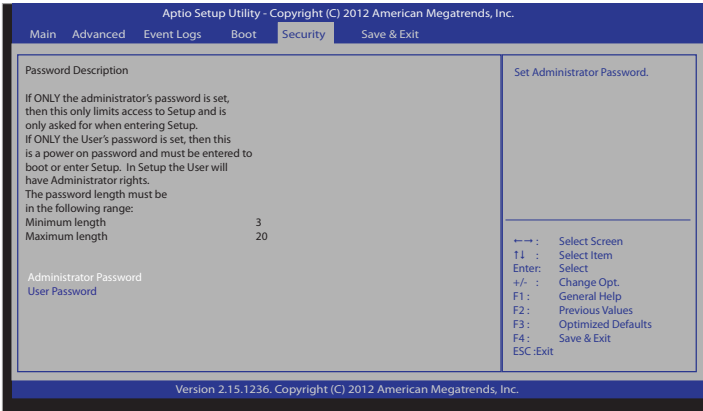 Aptio Setup Utility - Copyright (C) 2012 American Megatrends, Inc.
Main Advanced Event Logs Boot Security Save & Exit
Password Description
If ONLY the administrator's password is set,
then this only limits access to Setup and is
only asked for when entering Setup.
If ONLY the User's password is set, then this
is a power on password and must be entered to
boot or enter Setup. In Setup the User will
have Administrator rights.
The password length must be
in the following range:
Minimum length 3
Maximum length 20
Administrator Password
User Password
Set Administrator Password.
←→ : Select Screen
↑↓ : Select Item
Enter: Select
+/- : Change Opt.
F1 : General Help
F2 : Previous Values
F3 : Optimized Defaults
F4 : Save & Exit
ESC :Exit
Version 2.15.1236. Copyright (C) 2012 American Megatrends, Inc.